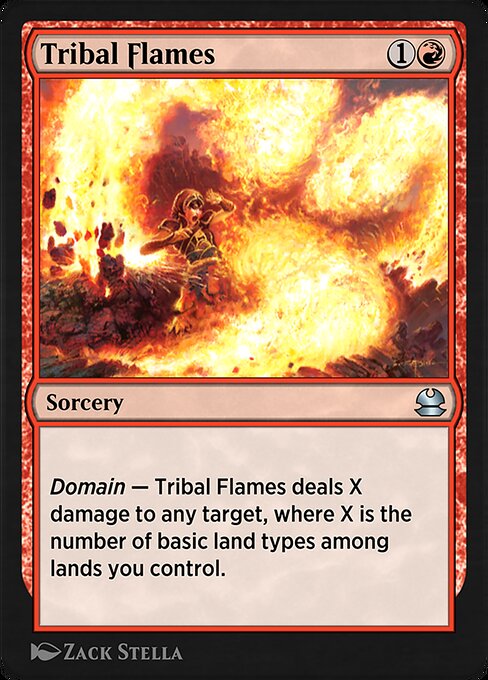 Tribal Flames 1
Sorcery
Domain — Tribal Flames deals X
damage to any target, where X is the
number of basic land types among
lands you control.
Zack Stella